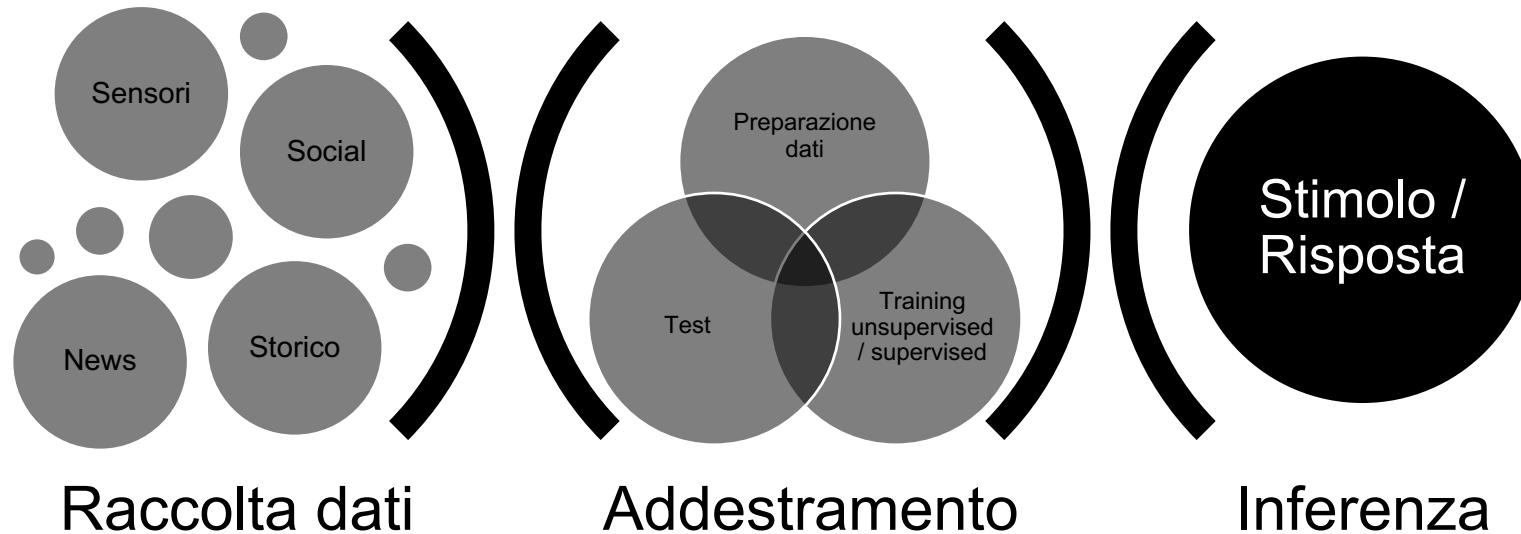 Sensori
Social
News
Storico
Raccolta dati
Preparazione
dati
Test
Training
unsupervised
/ supervised
Addestramento
Stimolo /
Risposta
Inferenza